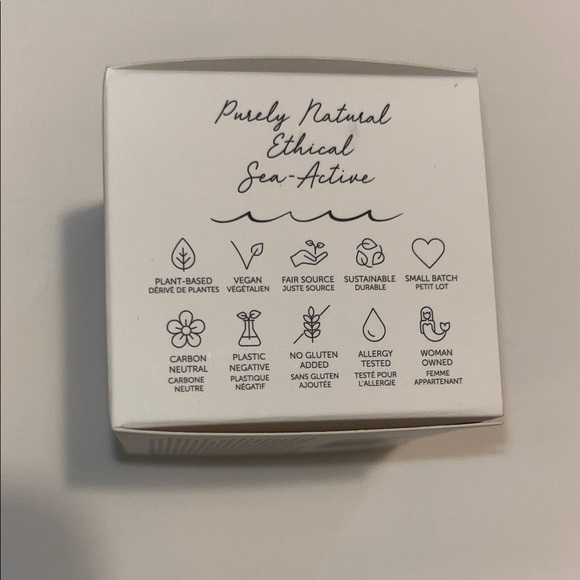 Purely Natural
Ethical
Sea-Active
PLANT-BASED
DÉRIVÉ DE PLANTES
VEGAN
VÉGÉTALIEN
FAIR SOURCE
JUSTE SOURCE
SUSTAINABLE
DURABLE
SMALL BATCH
PETIT LOT
CARBON
NEUTRAL
CARBONE
NEUTRE
PLASTIC
NEGATIVE
PLASTIQUE
NÉGATIF
NO GLUTEN
ADDED
SANS GLUTEN
AJOUTÉE
ALLERGY
TESTED
TESTÉ POUR
L'ALLERGIE
WOMAN
OWNED
FEMME
APPARTENANT